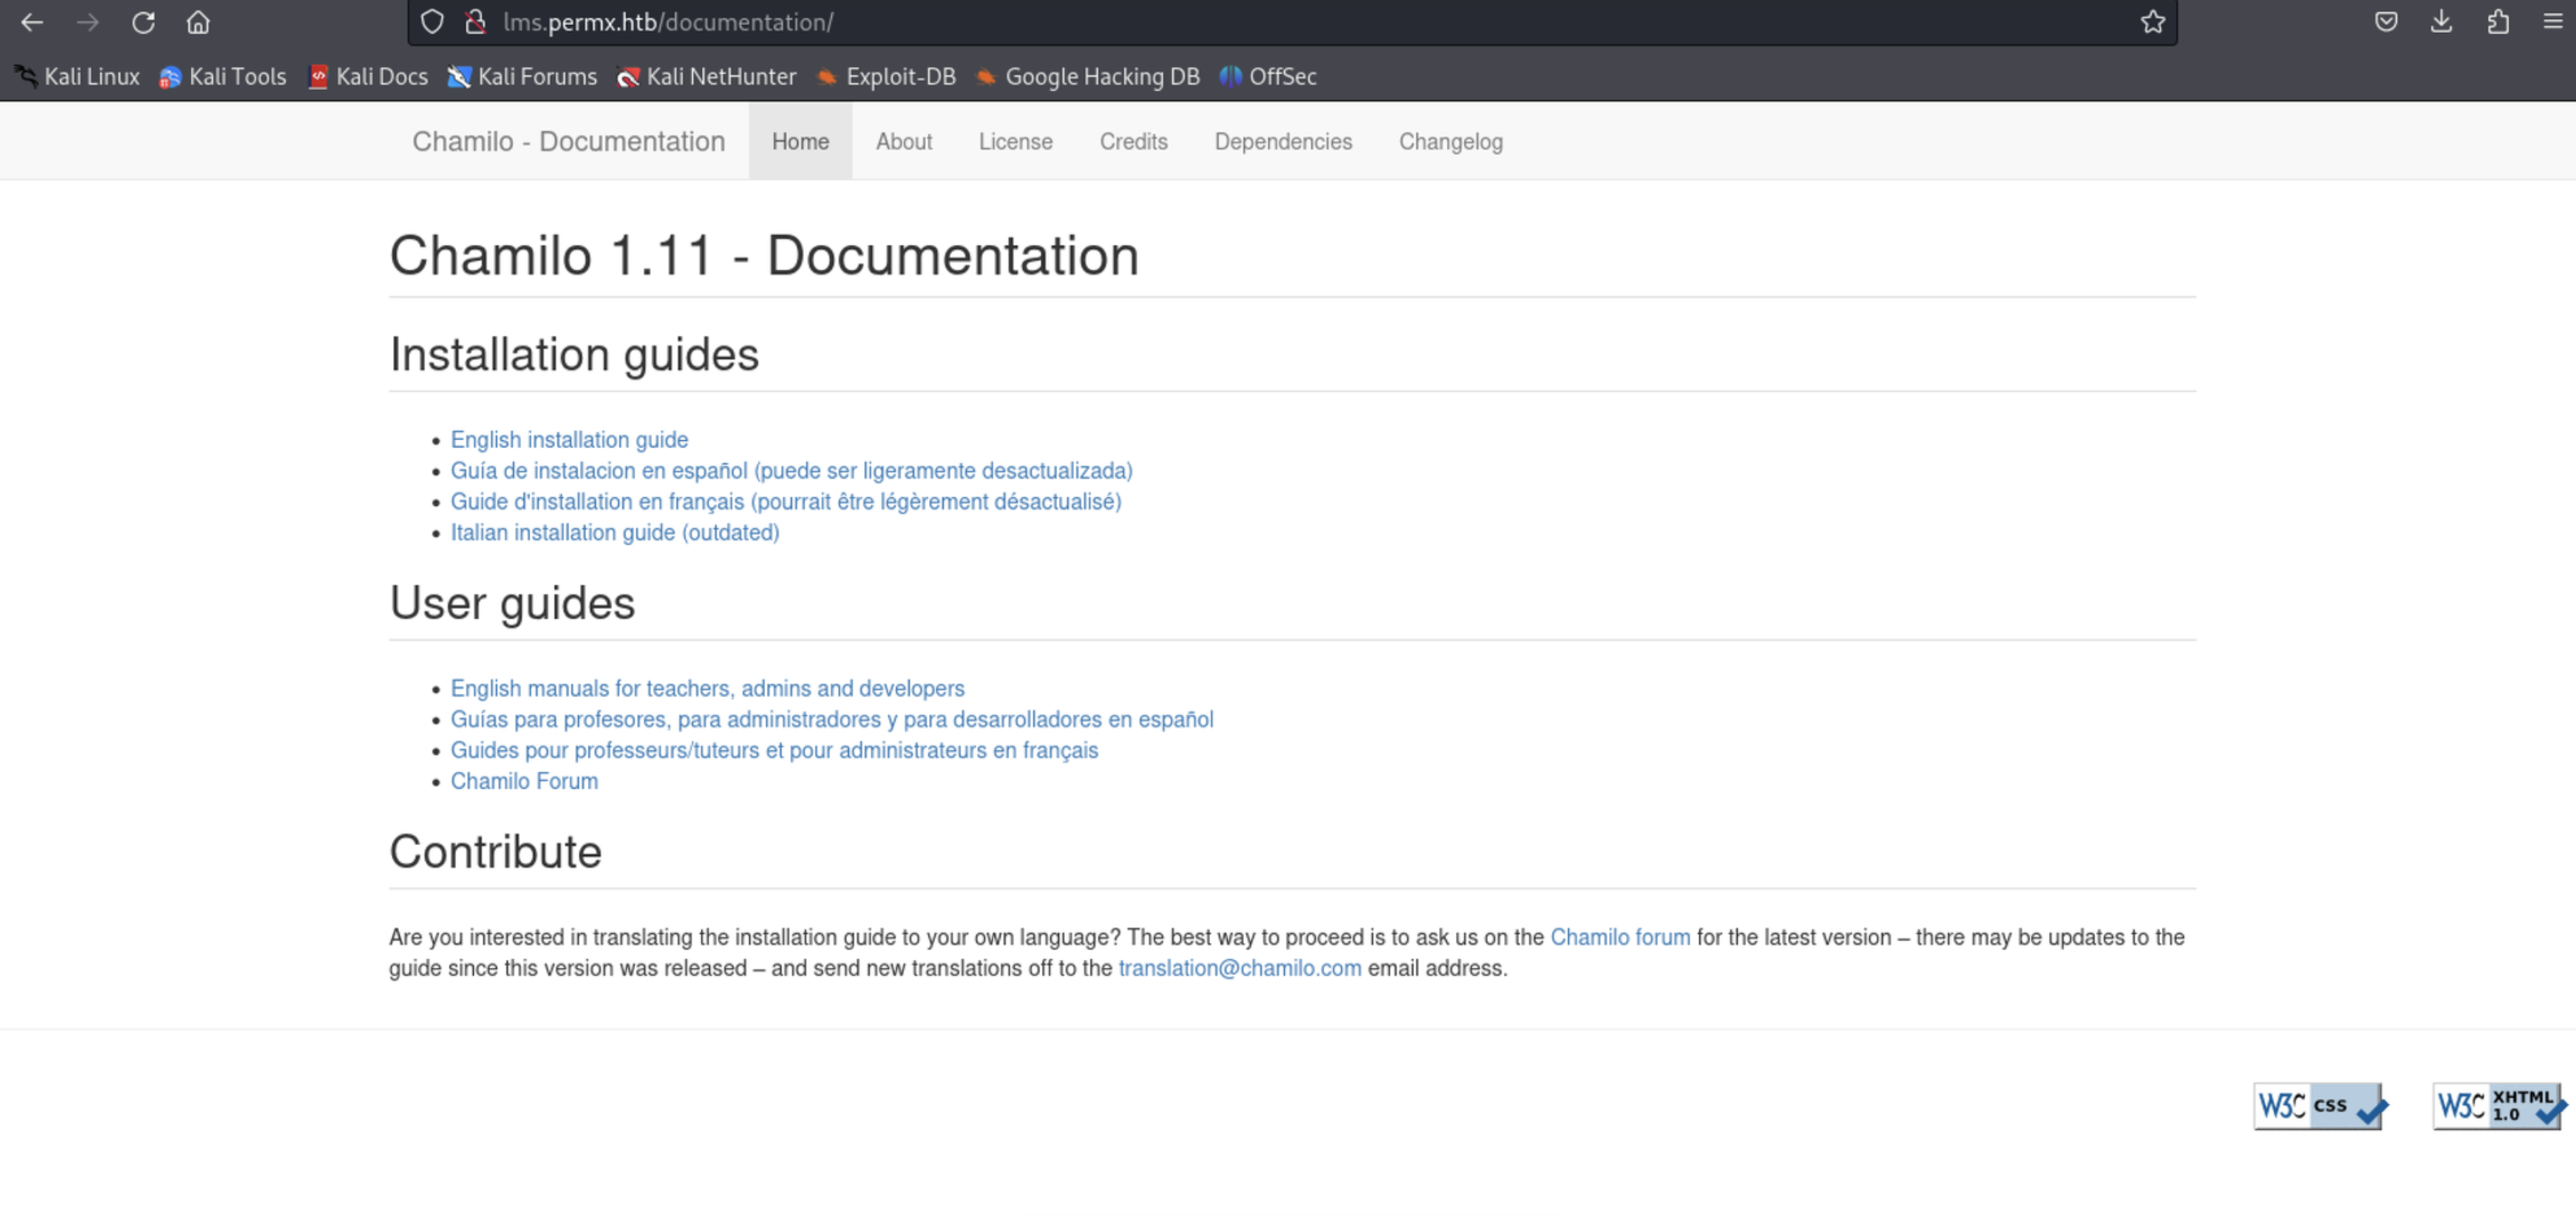 lms.permx.htb/documentation/
Kali Linux Kali Tools Kali Docs Kali Forums Kali NetHunter Exploit-DB Google Hacking DB OffSec
Chamilo - Documentation Home About License Credits Dependencies Changelog
Chamilo 1.11 - Documentation
Installation guides
English installation guide
Guía de instalacion en español (puede ser ligeramente desactualizada)
Guide d'installation en français (pourrait être légèrement désactualisé)
Italian installation guide (outdated)
User guides
English manuals for teachers, admins and developers
Guías para profesores, para administradores y para desarrolladores en español
Guides pour professeurs/tuteurs et pour administrateurs en français
Chamilo Forum
Contribute
Are you interested in translating the installation guide to your own language? The best way to proceed is to ask us on the Chamilo forum for the latest version – there may be updates to the
guide since this version was released – and send new translations off to the translation@chamilo.com email address.
W3C CSS W3C XHTML
1.0